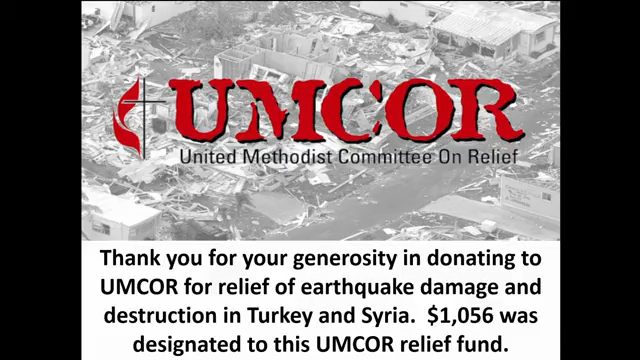 UMCOR
United Methodist Committee On Relief
Thank you for your generosity in donating to
UMCOR for relief of earthquake damage and
destruction in Turkey and Syria.  $1,056 was
designated to this UMCOR relief fund.